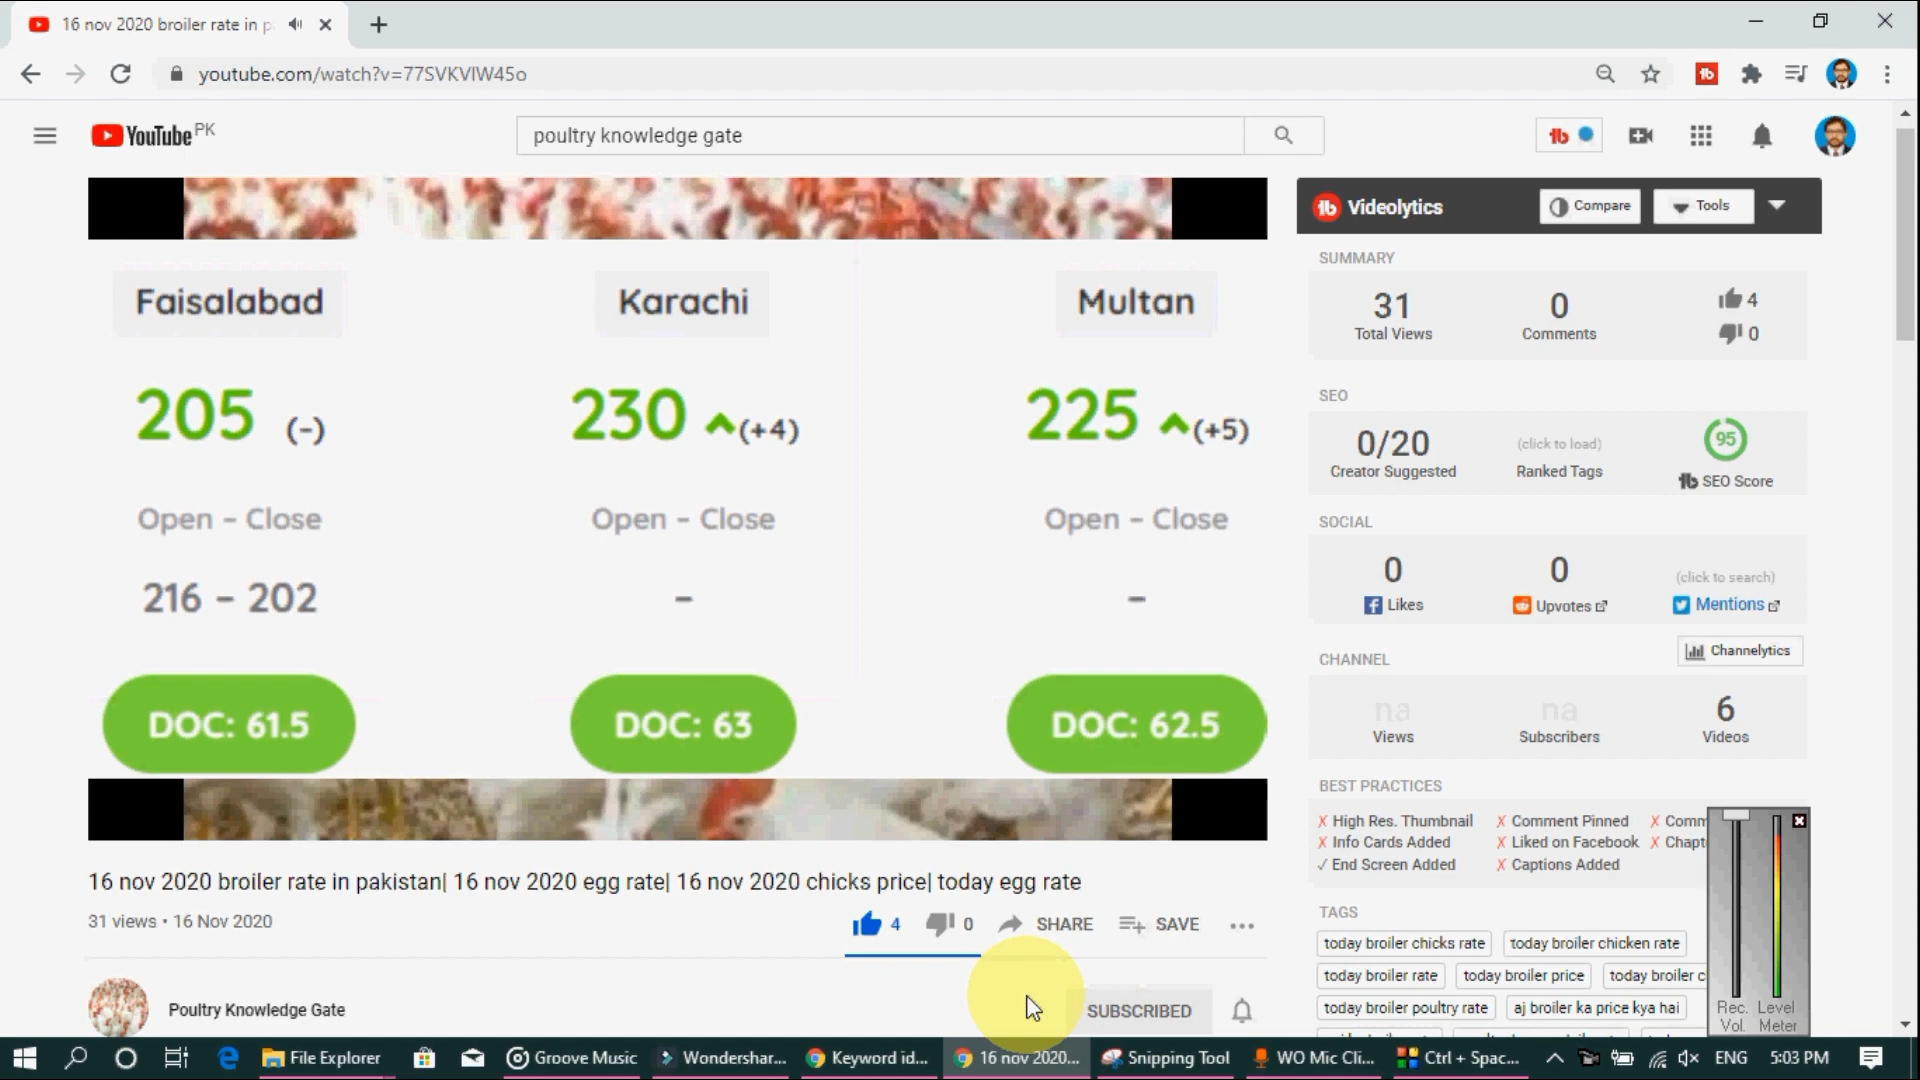 16 nov 2020 broiler rate in p
youtube.com/watch?v=77SVKVlW45o
YouTube PK
poultry knowledge gate
Faisalabad
Karachi
Multan
205 (-)
230 (+4)
225 (+5)
Open - Close
Open - Close
Open - Close
216 - 202
-
-
DOC: 61.5
DOC: 63
DOC: 62.5
16 nov 2020 broiler rate in pakistan| 16 nov 2020 egg rate| 16 nov 2020 chicks price| today egg rate
31 views • 16 Nov 2020
4
0
SHARE
SAVE
Poultry Knowledge Gate
SUBSCRIBED
Videolytics
Compare
Tools
SUMMARY
31
0
4
Total Views
Comments
0
SEO
0/20
(click to load)
95
Creator Suggested
Ranked Tags
SEO Score
SOCIAL
0
0
(click to search)
Likes
Upvotes
Mentions
CHANNEL
Channelytics
na
na
6
Views
Subscribers
Videos
BEST PRACTICES
X High Res. Thumbnail
X Comment Pinned
X Comm
X Info Cards Added
X Liked on Facebook
X Chapt
✓ End Screen Added
X Captions Added
TAGS
today broiler chicks rate
today broiler chicken rate
today broiler rate
today broiler price
today broiler c
today broiler poultry rate
aj broiler ka price kya hai
Rec. Level
Vol. Meter
File Explorer
Groove Music
Wondershar...
Keyword id...
16 nov 2020...
Snipping Tool
WO Mic Cli...
Ctrl + Spac...
ENG
5:03 PM